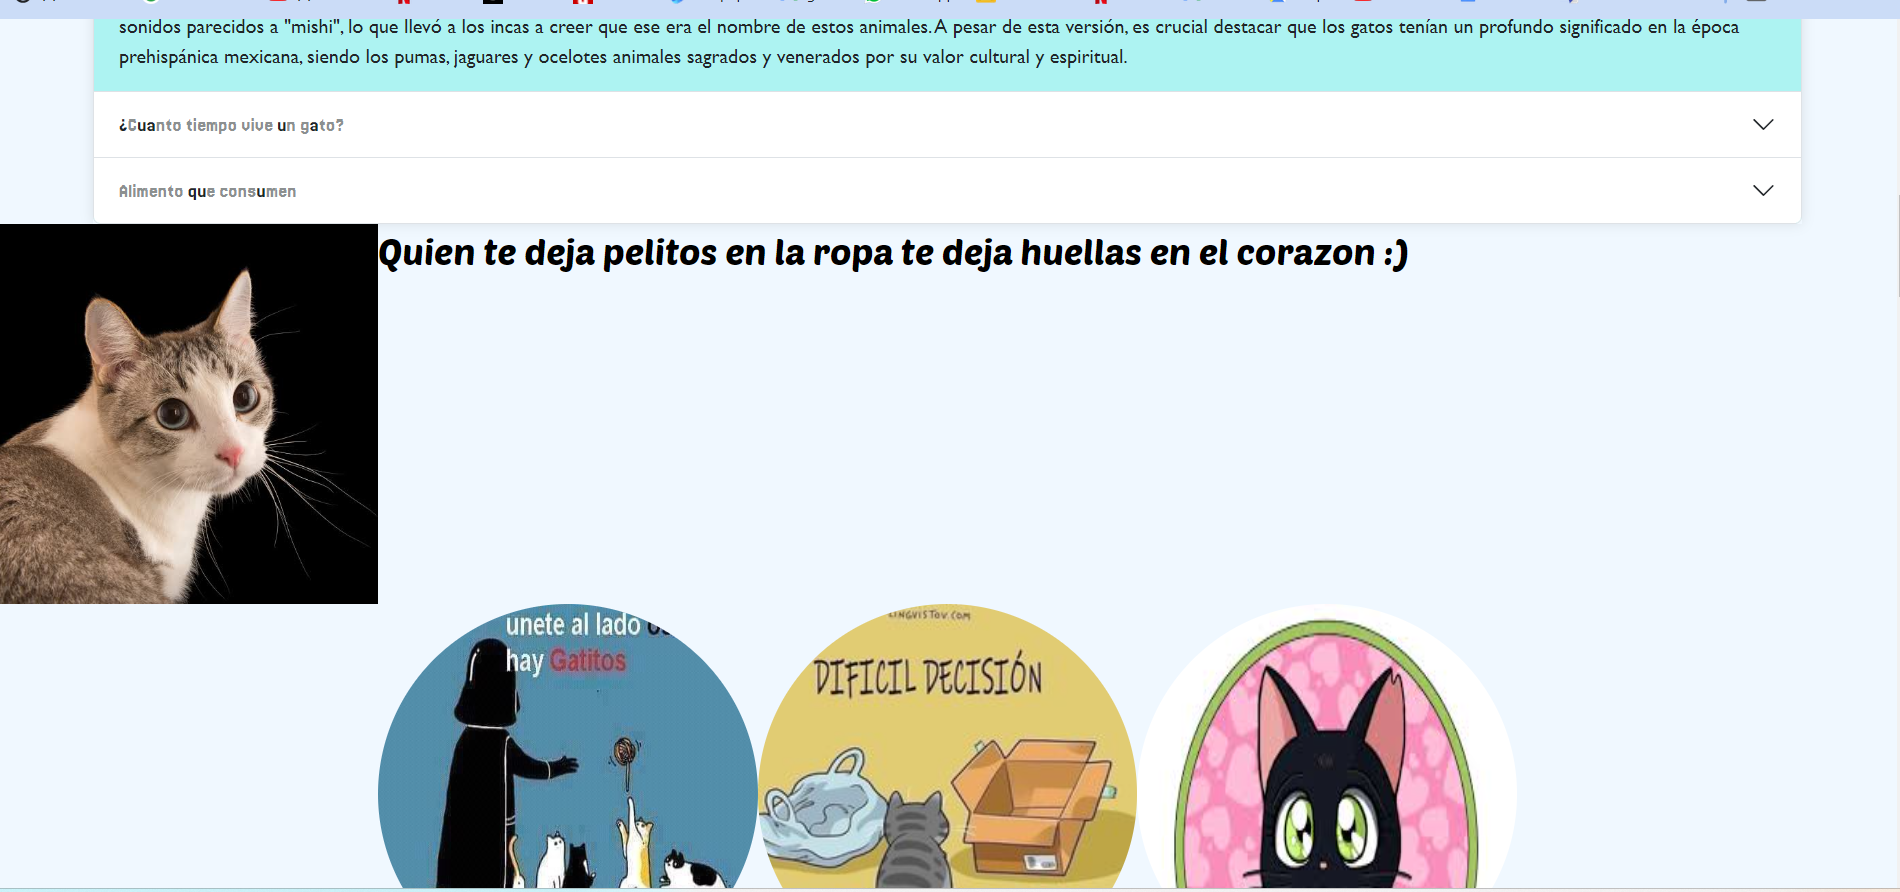 sonidos parecidos a "mishi", lo que llevó a los incas a creer que ese era el nombre de estos animales. A pesar de esta versión, es crucial destacar que los gatos tenían un profundo significado en la época
prehispánica mexicana, siendo los pumas, jaguares y ocelotes animales sagrados y venerados por su valor cultural y espiritual.
¿Cuanto tiempo vive un gato?
Alimento que consumen
Quien te deja pelitos en la ropa te deja huellas en el corazon :)
unete al lado
hay Gatitos
DIFICIL DECISIÓN